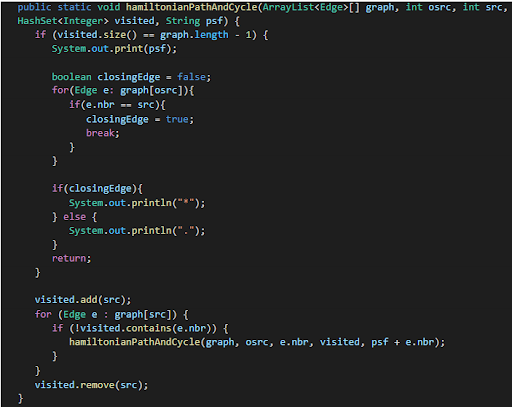 public static void hamiltonianPathAndCycle(ArrayList<Edge>[] graph, int osrc, int src,
HashSet<Integer> visited, String psf) {
if (visited.size() == graph.length - 1) {
System.out.print(psf);
boolean closingEdge = false;
for(Edge e: graph[osrc]){
if(e.nbr == src){
closingEdge = true;
break;
}
}
if(closingEdge){
System.out.println("*");
} else {
System.out.println(".");
}
return;
}
visited.add(src);
for (Edge e : graph[src]) {
if (!visited.contains(e.nbr)) {
hamiltonianPathAndCycle(graph, osrc, e.nbr, visited, psf + e.nbr);
}
}
visited.remove(src);
}